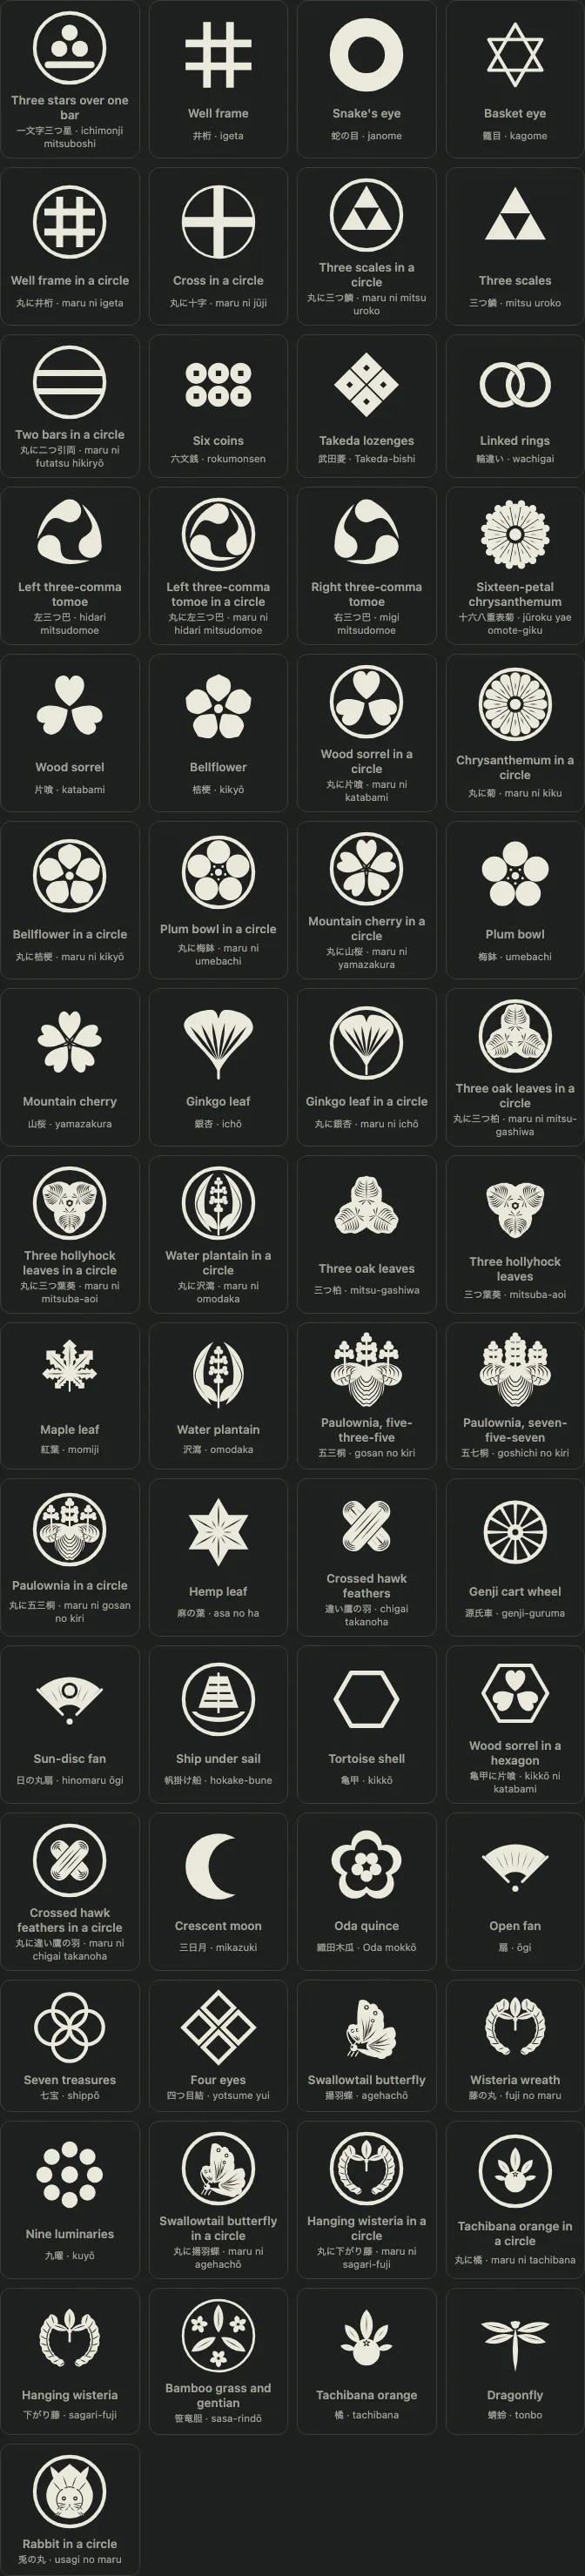 Three stars over one
bar
一文字三つ星 · ichimonji
mitsuboshi
Well frame
井桁 · igeta
Snake's eye
蛇の目 · janome
Basket eye
籠目 · kagome
Well frame in a circle
丸に井桁 · maru ni igeta
Cross in a circle
丸に十字 · maru ni jūji
Three scales in a
circle
丸に三つ鱗 · maru ni mitsu
uroko
Three scales
三つ鱗 · mitsu uroko
Two bars in a circle
丸に二つ引両 · maru ni
futatsu hikiryō
Six coins
六文銭 · rokumonsen
Takeda lozenges
武田菱 · Takeda-bishi
Linked rings
輪違い · wachigai
Left three-comma
tomoe
左三つ巴 · hidari
mitsudomoe
Left three-comma
tomoe in a circle
丸に左三つ巴 · maru ni
hidari mitsudomoe
Right three-comma
tomoe
右三つ巴 · migi
mitsudomoe
Sixteen-petal
chrysanthemum
十六八重表菊 · jūroku yae
omote-giku
Wood sorrel
片喰 · katabami
Bellflower
桔梗 · kikyō
Wood sorrel in a
circle
丸に片喰 · maru ni
katabami
Chrysanthemum in a
circle
丸に菊 · maru ni kiku
Bellflower in a circle
丸に桔梗 · maru ni kikyō
Plum bowl in a circle
丸に梅鉢 · maru ni
umebachi
Mountain cherry in a
circle
丸に山桜 · maru ni
yamazakura
Plum bowl
梅鉢 · umebachi
Mountain cherry
山桜 · yamazakura
Ginkgo leaf
銀杏 · ichō
Ginkgo leaf in a circle
丸に銀杏 · maru ni ichō
Three oak leaves in a
circle
丸に三つ柏 · maru ni mitsu-
gashiwa
Three hollyhock
leaves in a circle
丸に三つ葉葵 · maru ni
mitsuba-aoi
Water plantain in a
circle
丸に沢瀉 · maru ni
omodaka
Three oak leaves
三つ柏 · mitsu-gashiwa
Three hollyhock
leaves
三つ葉葵 · mitsuba-aoi
Maple leaf
紅葉 · momiji
Water plantain
沢瀉 · omodaka
Paulownia, five-
three-five
五三桐 · gosan no kiri
Paulownia, seven-
five-seven
五七桐 · goshichi no kiri
Paulownia in a circle
丸に五三桐 · maru ni gosan
no kiri
Hemp leaf
麻の葉 · asa no ha
Crossed hawk
feathers
違い鷹の羽 · chigai
takanoha
Genji cart wheel
源氏車 · genji-guruma
Sun-disc fan
日の丸扇 · hinomaru ōgi
Ship under sail
帆掛け船 · hokake-bune
Tortoise shell
亀甲 · kikkō
Wood sorrel in a
hexagon
亀甲に片喰 · kikkō ni
katabami
Crossed hawk
feathers in a circle
丸に違い鷹の羽 · maru ni
chigai takanoha
Crescent moon
三日月 · mikazuki
Oda quince
織田木瓜 · Oda mokkō
Open fan
扇 · ōgi
Seven treasures
七宝 · shippō
Four eyes
四つ目結 · yotsume yui
Swallowtail butterfly
揚羽蝶 · agehachō
Wisteria wreath
藤の丸 · fuji no maru
Nine luminaries
九曜 · kuyō
Swallowtail butterfly
in a circle
丸に揚羽蝶 · maru ni
agehachō
Hanging wisteria in a
circle
丸に下がり藤 · maru ni
sagari-fuji
Tachibana orange in
a circle
丸に橘 · maru ni tachibana
Hanging wisteria
下がり藤 · sagari-fuji
Bamboo grass and
gentian
笹竜胆 · sasa-rindō
Tachibana orange
橘 · tachibana
Dragonfly
蜻蛉 · tonbo
Rabbit in a circle
兎の丸 · usagi no maru